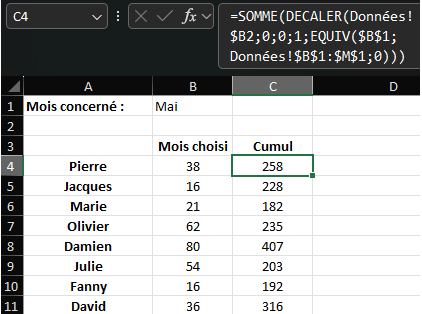 C4 fx =SOMME(DECALER(Données!
$B2;0;0;1;EQUIV($B$1;
Données!$B$1:$M$1;0)))
A B C D
1 Mois concerné : Mai
2
3 Mois choisi Cumul
4 Pierre 38 258
5 Jacques 16 228
6 Marie 21 182
7 Olivier 62 235
8 Damien 80 407
9 Julie 54 203
10 Fanny 16 192
11 David 36 316